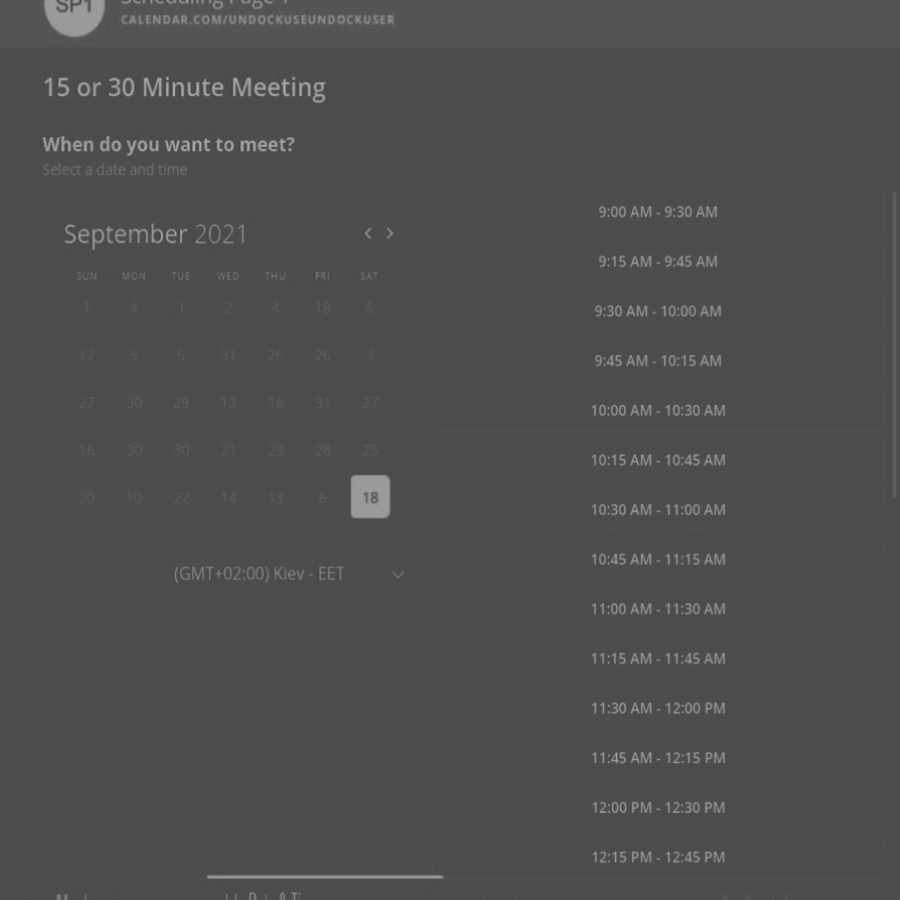 SP1
Scheduling Page 1
CALENDAR.COM/UNDOCKUSEUNDOCKUSER
15 or 30 Minute Meeting
When do you want to meet?
Select a date and time
September 2021
SUN MON TUE WED THU FRI SAT
1 4 1 2 4 18 6
17 5 5 31 26 26 7
27 30 29 13 16 31 27
16 30 30 21 29 28 25
20 10 22 14 13 6 18
(GMT+02:00) Kiev - EET
9:00 AM - 9:30 AM
9:15 AM - 9:45 AM
9:30 AM - 10:00 AM
9:45 AM - 10:15 AM
10:00 AM - 10:30 AM
10:15 AM - 10:45 AM
10:30 AM - 11:00 AM
10:45 AM - 11:15 AM
11:00 AM - 11:30 AM
11:15 AM - 11:45 AM
11:30 AM - 12:00 PM
11:45 AM - 12:15 PM
12:00 PM - 12:30 PM
12:15 PM - 12:45 PM